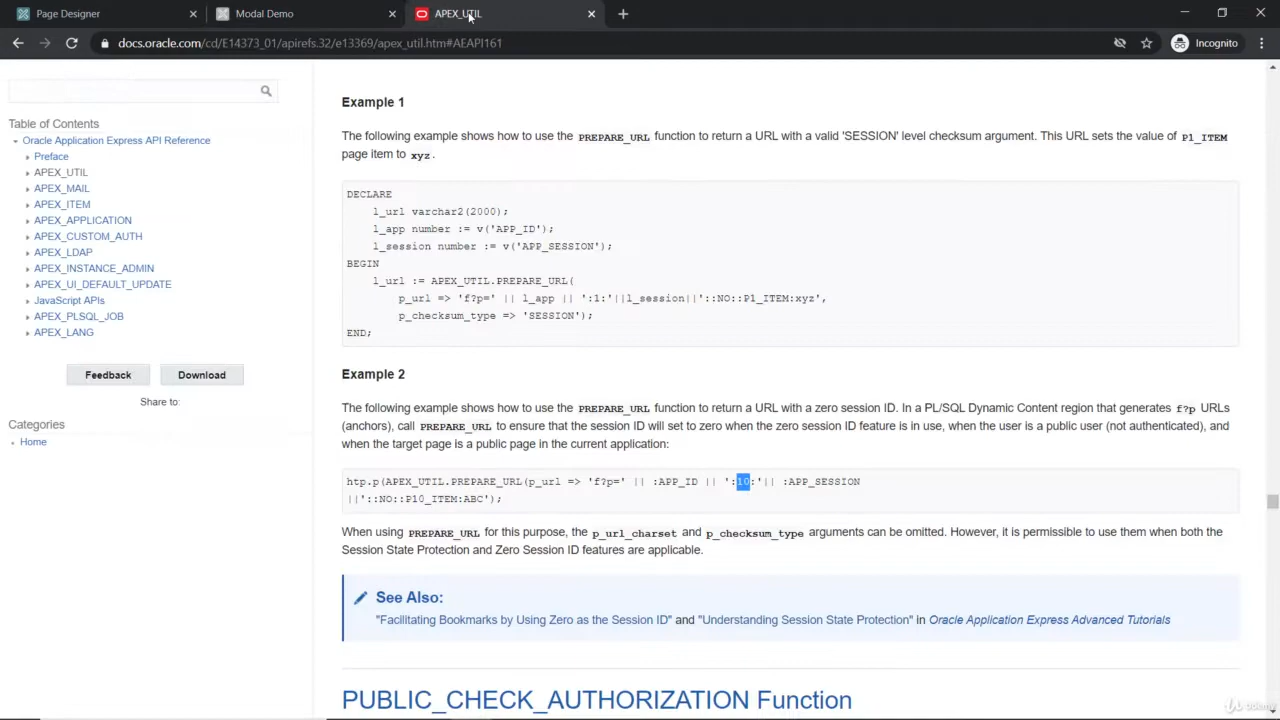 Page Designer
Modal Demo
APEX_UTIL
docs.oracle.com/cd/E14373_01/apirefs.32/e13369/apex_util.htm#AEAPI161
Incognito
Table of Contents
Oracle Application Express API Reference
Preface
APEX_UTIL
APEX_MAIL
APEX_ITEM
APEX_APPLICATION
APEX_CUSTOM_AUTH
APEX_LDAP
APEX_INSTANCE_ADMIN
APEX_UI_DEFAULT_UPDATE
JavaScript APIs
APEX_PLSQL_JOB
APEX_LANG
Feedback
Download
Share to:
Categories
Home
Example 1
The following example shows how to use the PREPARE_URL function to return a URL with a valid 'SESSION' level checksum argument. This URL sets the value of P1_ITEM
page item to xyz.
DECLARE
l_url varchar2(2000);
l_app number := v('APP_ID');
l_session number := v('APP_SESSION');
BEGIN
l_url := APEX_UTIL.PREPARE_URL(
p_url => 'f?p=' || l_app || ':1:'||l_session||'::NO::P1_ITEM:xyz',
p_checksum_type => 'SESSION');
END;
Example 2
The following example shows how to use the PREPARE_URL function to return a URL with a zero session ID. In a PL/SQL Dynamic Content region that generates f?p URLs
(anchors), call PREPARE_URL to ensure that the session ID will set to zero when the zero session ID feature is in use, when the user is a public user (not authenticated), and
when the target page is a public page in the current application:
htp.p(APEX_UTIL.PREPARE_URL(p_url => 'f?p=' || :APP_ID || ':10:'|| :APP_SESSION
||'::NO::P10_ITEM:ABC');
When using PREPARE_URL for this purpose, the p_url_charset and p_checksum_type arguments can be omitted. However, it is permissible to use them when both the
Session State Protection and Zero Session ID features are applicable.
See Also:
"Facilitating Bookmarks by Using Zero as the Session ID" and "Understanding Session State Protection" in Oracle Application Express Advanced Tutorials
PUBLIC_CHECK_AUTHORIZATION Function
Udemy